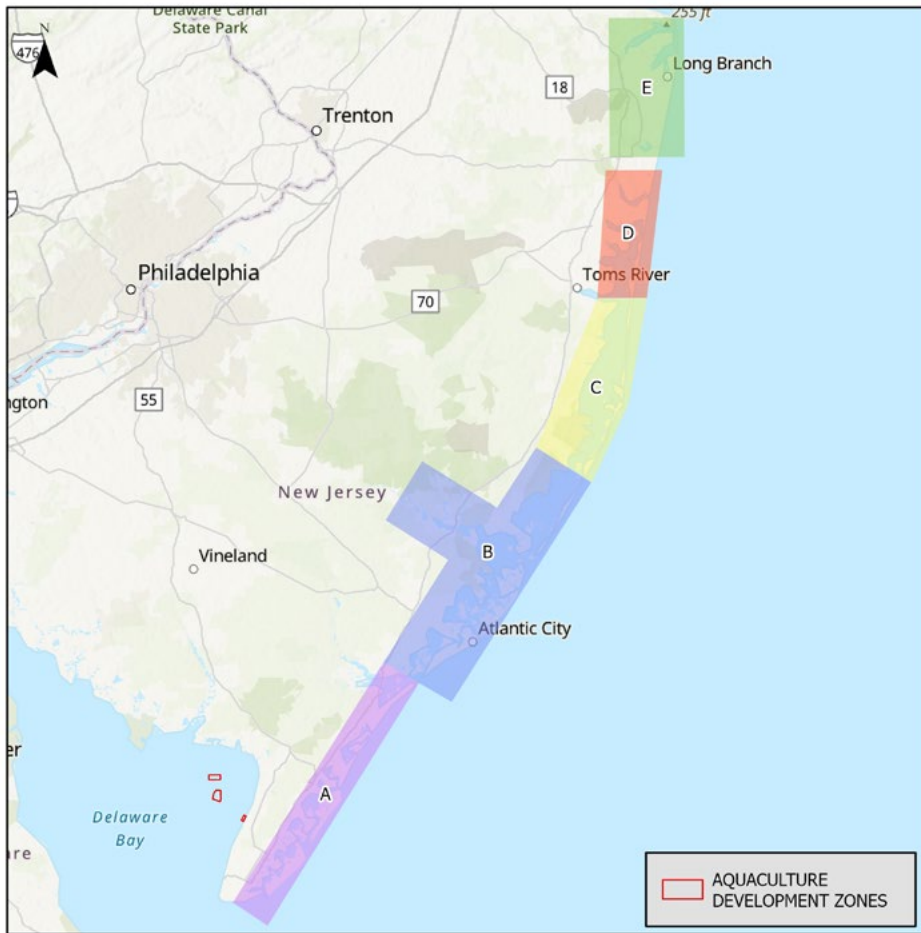 Delaware Canal
State Park
255 ft
N
476
Long Branch
E
18
Trenton
D
Philadelphia
Toms River
70
C
55
ngton
New Jersey
B
Vineland
Atlantic City
er
A
Delaware
Bay
are
AQUACULTURE
DEVELOPMENT ZONES